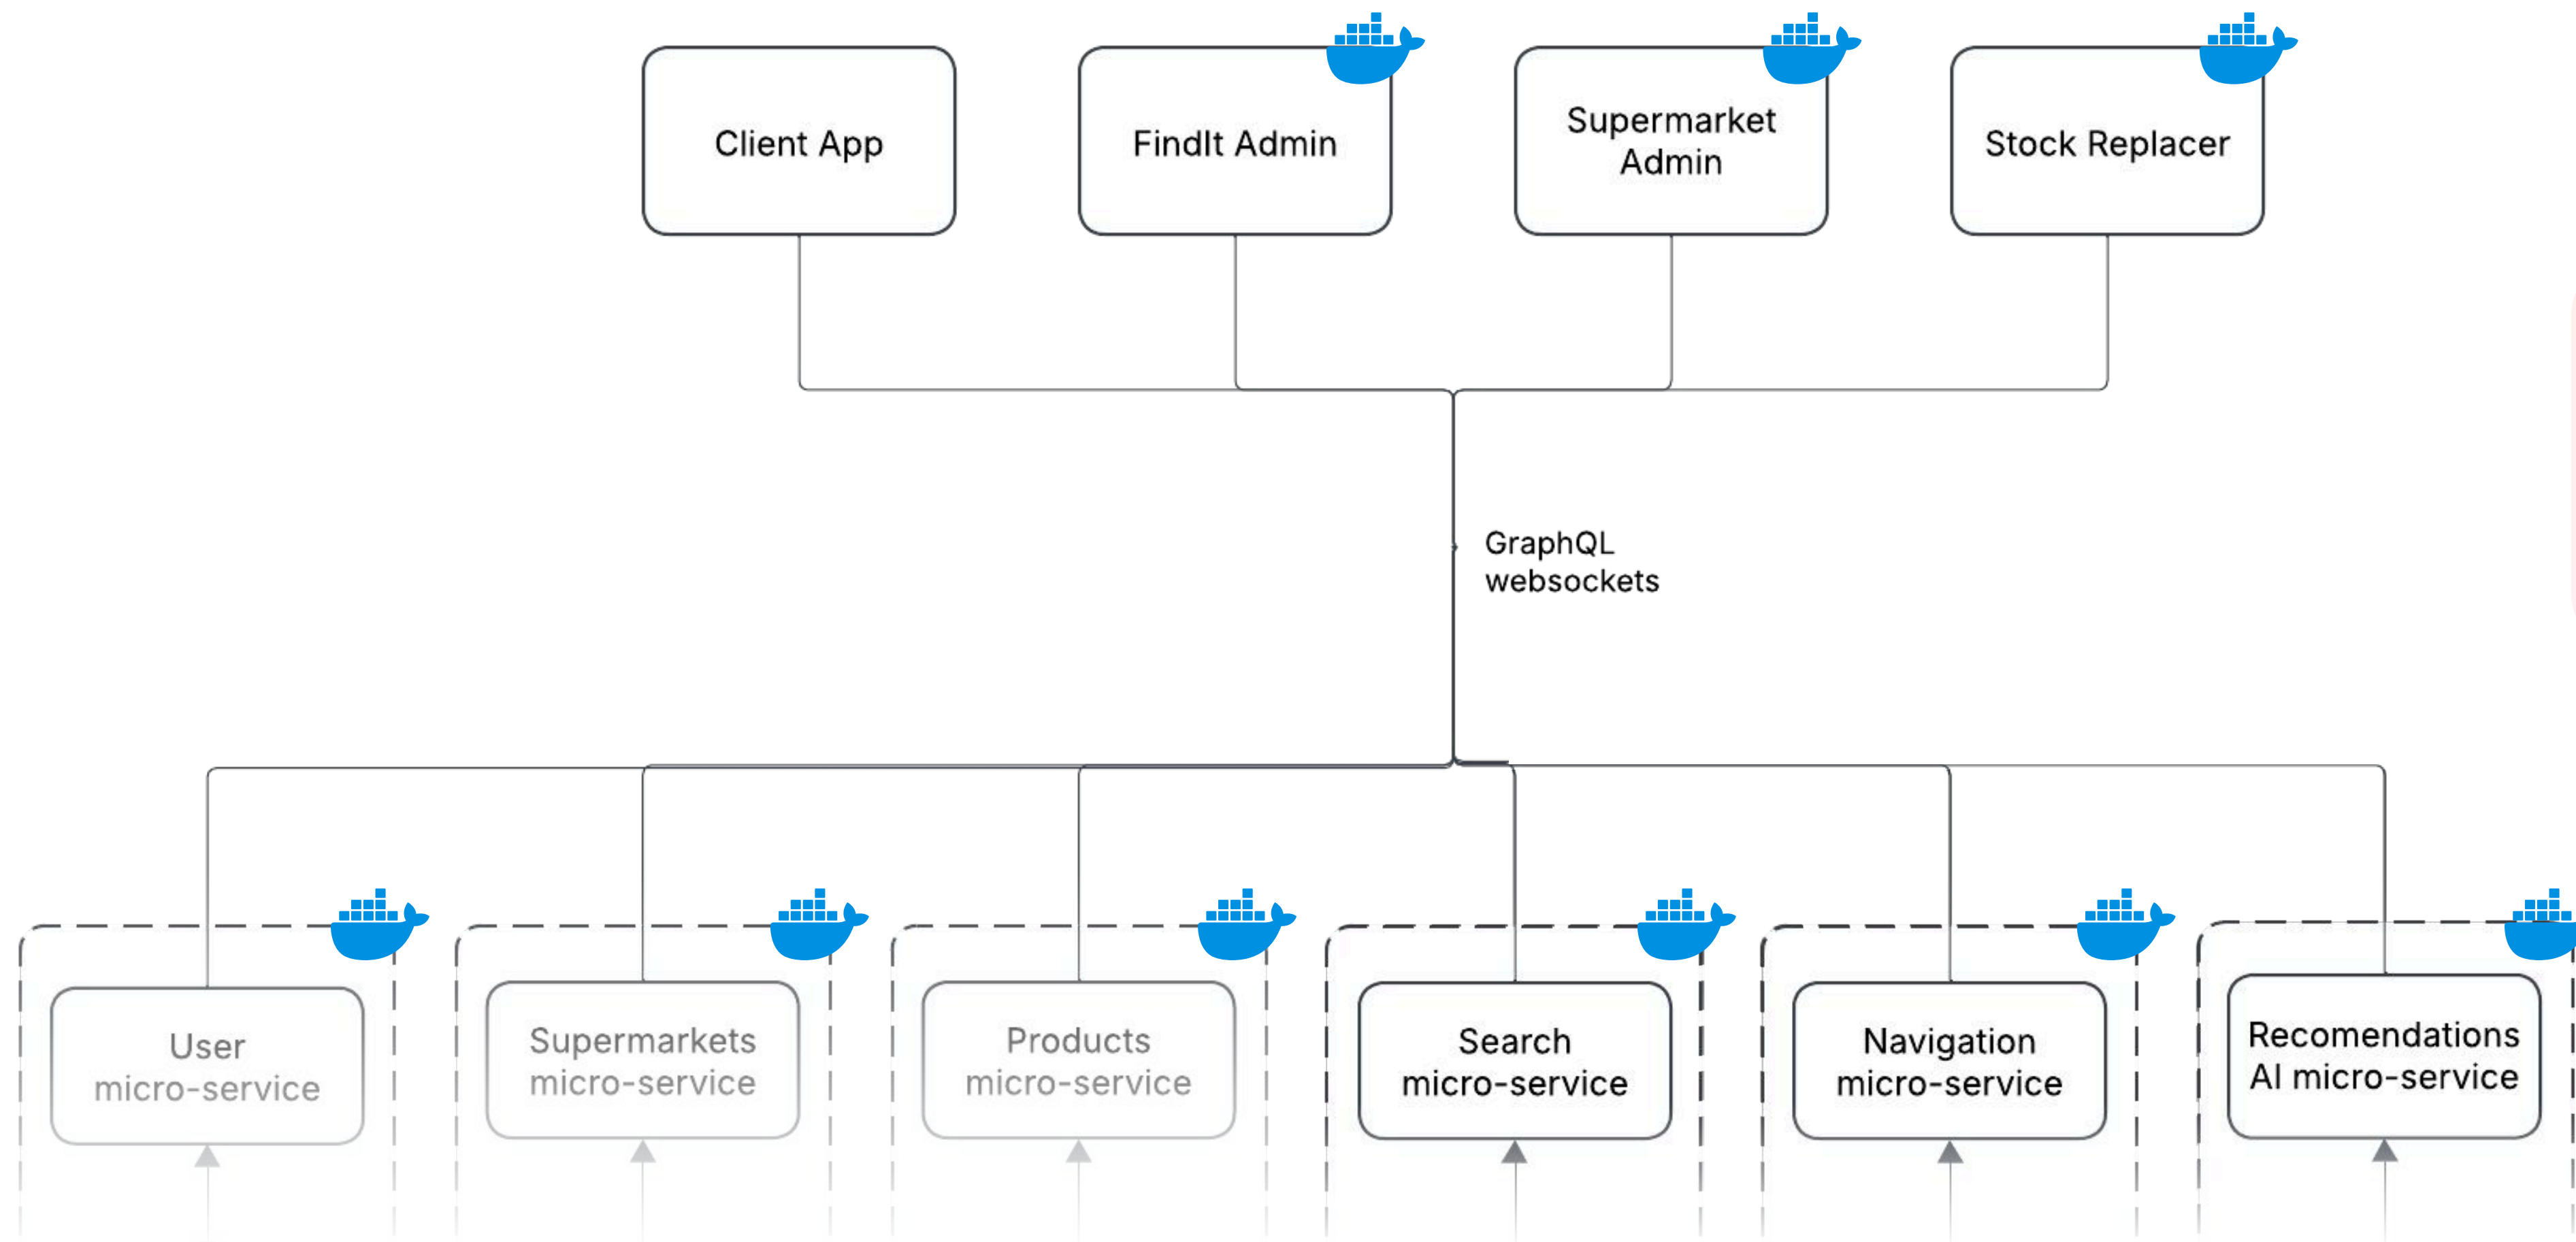 Client App
FindIt Admin
Supermarket
Admin
Stock Replacer
GraphQL
websockets
User
micro-service
Supermarkets
micro-service
Products
micro-service
Search
micro-service
Navigation
micro-service
Recomendations
AI micro-service